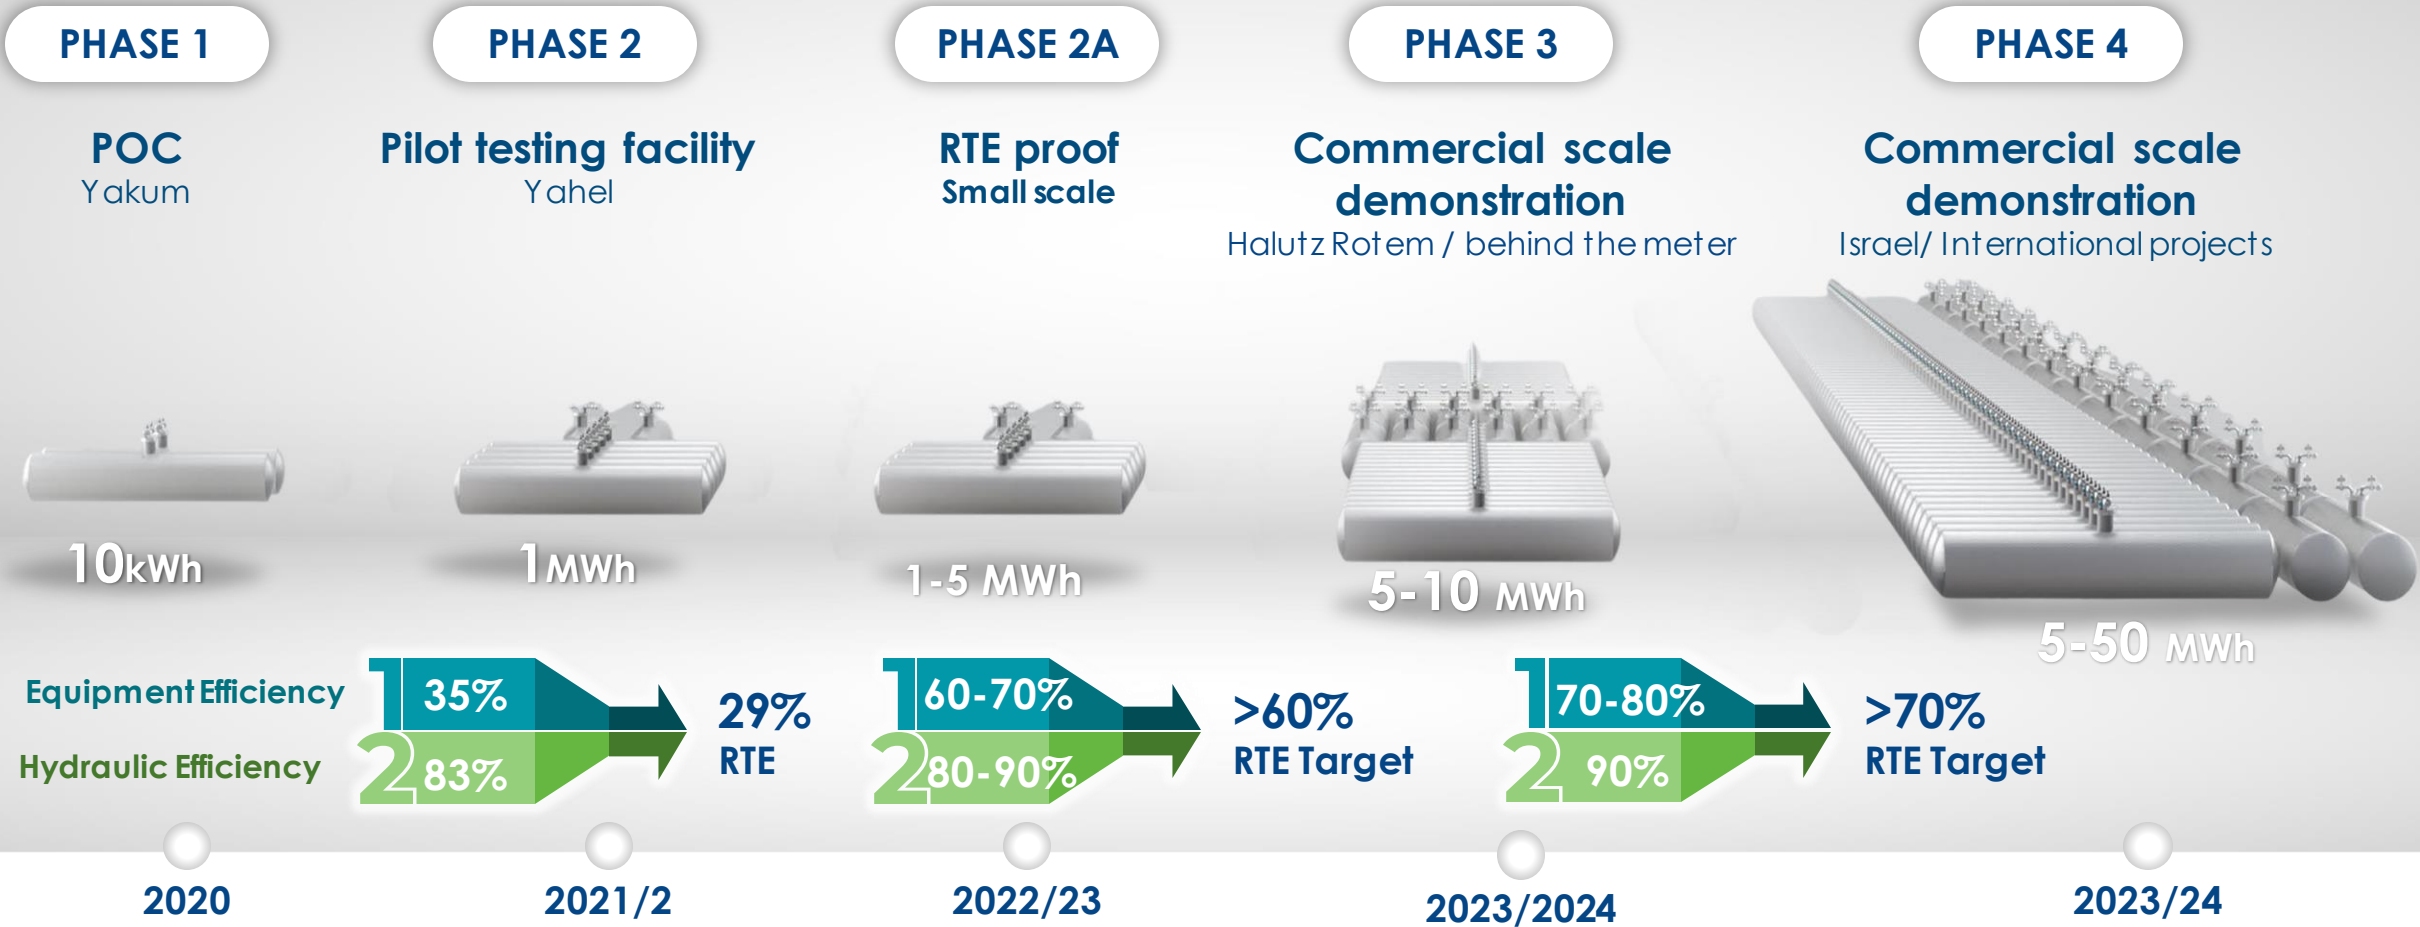 PHASE 1
POC
Yakum
10kWh
PHASE 2
Pilot testing facility
Yahel
1MWh
PHASE 2A
RTE proof
Small scale
1-5 MWh
PHASE 3
Commercial scale
demonstration
Halutz Rotem / behind the meter
5-10 MWh
PHASE 4
Commercial scale
demonstration
Israel/ International projects
5-50 MWh
Equipment Efficiency
Hydraulic Efficiency
1 35%
2 83%
29%
RTE
1 60-70%
2 80-90%
>60%
RTE Target
1 70-80%
2 90%
>70%
RTE Target
2020
2021/2
2022/23
2023/2024
2023/24